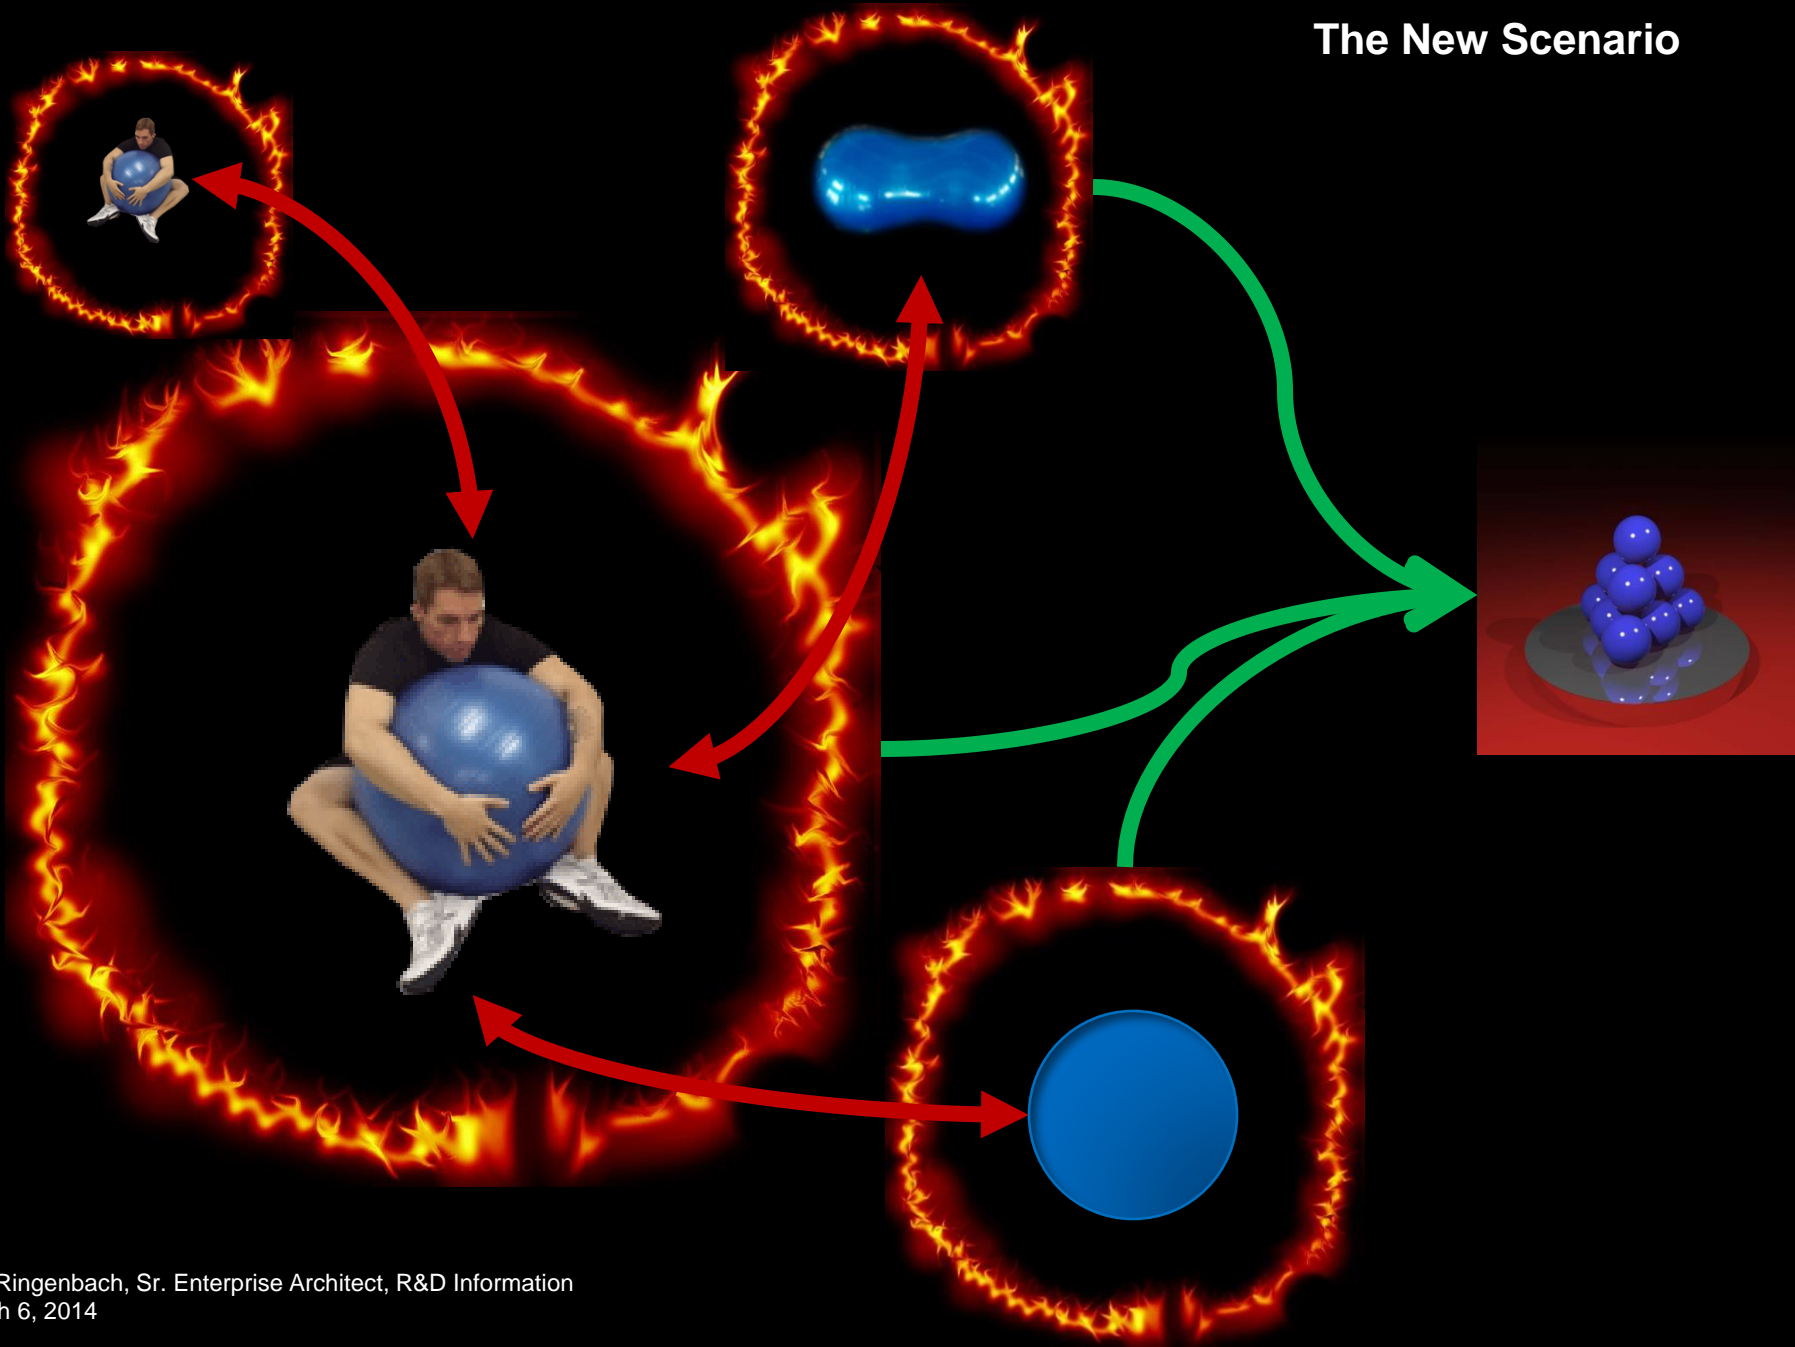 The New Scenario
Ringenbach, Sr. Enterprise Architect, R&D Information
6, 2014